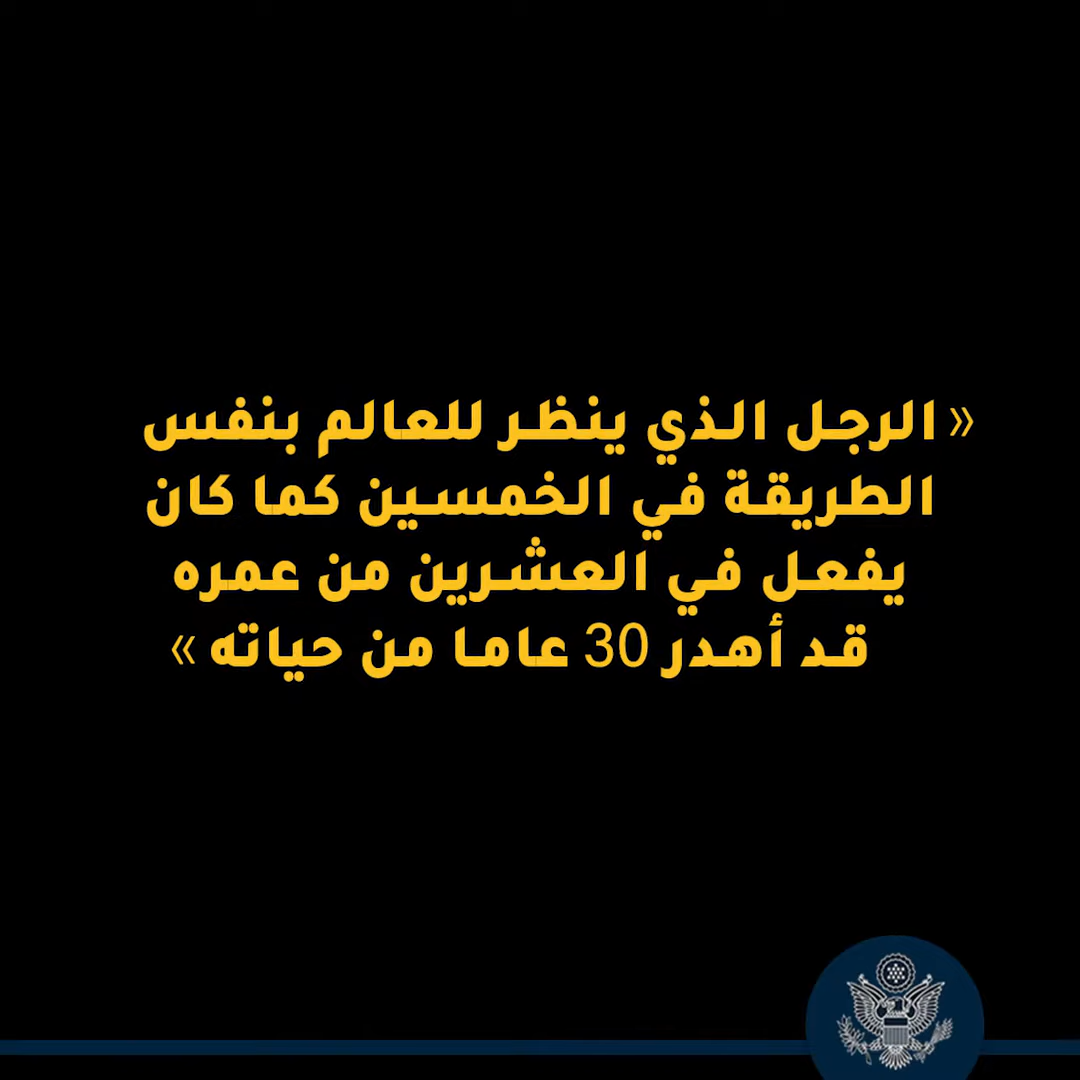 « الرجل الذي ينظر للعالم بنفس
الطريقة في الخمسين كما كان
يفعل في العشرين من عمره
قد أهدر 30 عاما من حياته »